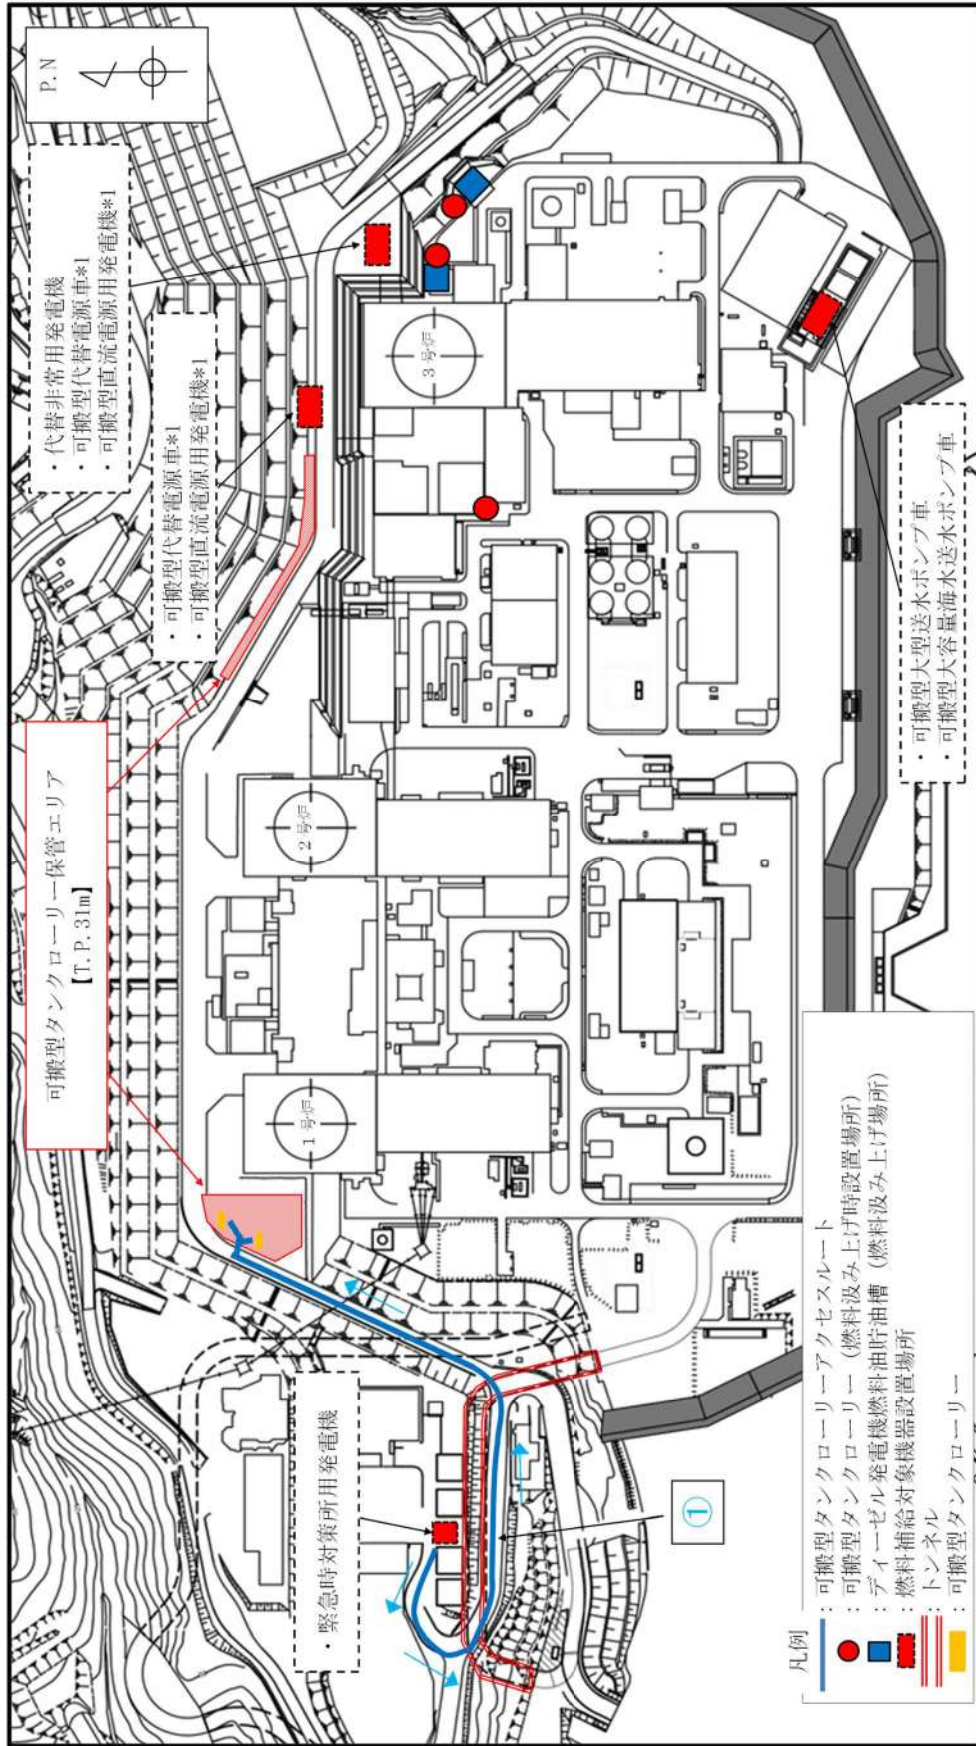 P.N
・代替非常用発電機
・可搬型代替電源車*1
・可搬型直流電源用発電機*1
・可搬型代替電源車*1
・可搬型直流電源用発電機*1
可搬型タンクローリー保管エリア
【T.P.31m】
・緊急時対策所用発電機
1号炉
2号炉
3号炉
①
・可搬型大型送水ポンプ車
・可搬型大容量海水送水ポンプ車
凡例
：可搬型タンクローリーアクセスルート
：可搬型タンクローリー（燃料汲み上げ時設置場所）
：ディーゼル発電機燃料油貯油槽（燃料汲み上げ場所）
：燃料補給対象機器設置場所
：トンネル
：可搬型タンクローリー